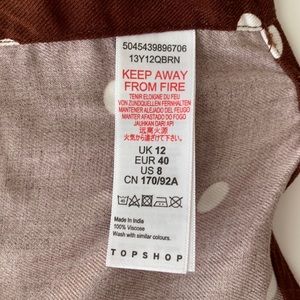 5045439896706
13Y12QBRN
KEEP AWAY
FROM FIRE
TENIR ELOIGNE DU FEU
VON ZUNDQUELLEN FERNHALTEN
MANTENER ALEJADO DEL FUEGO
MANTER AFASTADO DO FOGO
JAUHKAN DARI API
远离火源
火気から遠ざけて下さい。
UK 12
EUR 40
US 8
CN 170/92A
Made In India
100% Viscose
Wash with similar colours.
TOPSHOP